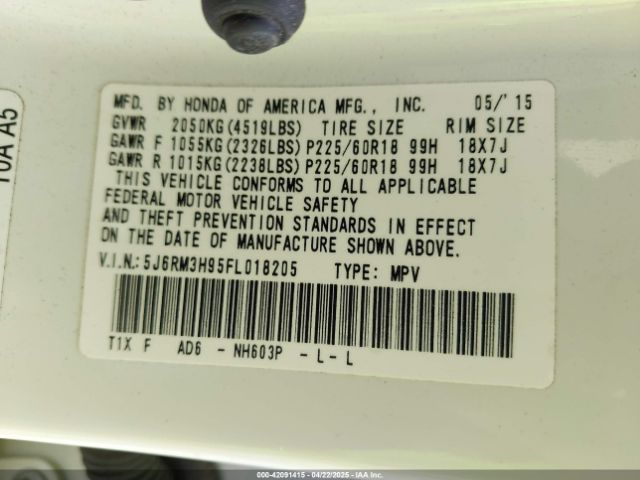 MFD. BY HONDA OF AMERICA MFG., INC. 05/'15
GVWR 2050KG(4519LBS) TIRE SIZE RIM SIZE
GAWR F 1055KG(2326LBS) P225/60R18 99H 18X7J
GAWR R 1015KG(2238LBS) P225/60R18 99H 18X7J
THIS VEHICLE CONFORMS TO ALL APPLICABLE
FEDERAL MOTOR VEHICLE SAFETY
AND THEFT PREVENTION STANDARDS IN EFFECT
ON THE DATE OF MANUFACTURE SHOWN ABOVE.
V.I.N.: 5J6RM3H95FL018205 TYPE: MPV
T1X F AD6 - NH603P - L - L
A5
000-42091415 - 04/22/2025 - IAAI.COM